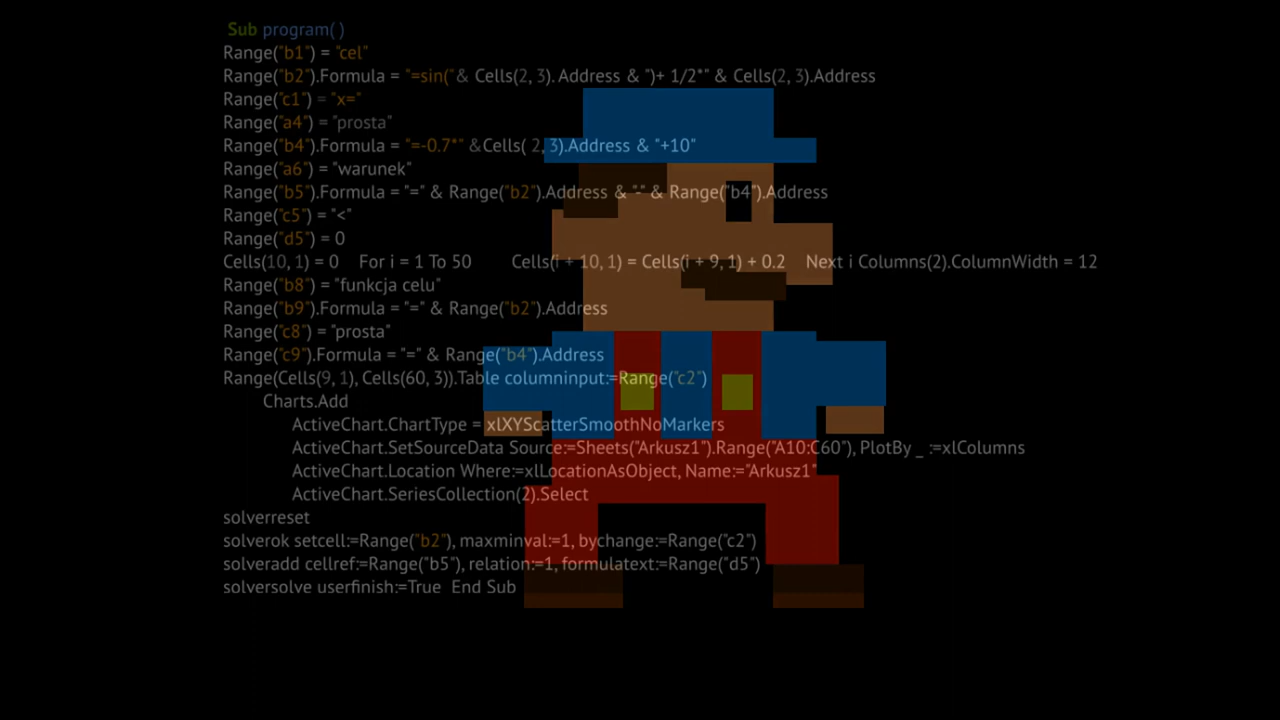 Sub program( )
Range("b1") = "cel"
Range("b2").Formula = "=sin("& Cells(2, 3). Address & ")+ 1/2*" & Cells(2, 3).Address
Range("c1") = "x="
Range("a4") = "prosta"
Range("b4").Formula = "=-0.7*" &Cells( 2, 3).Address & "+10"
Range("a6") = "warunek"
Range("b5").Formula = "=" & Range("b2").Address & "-" & Range("b4").Address
Range("c5") = "<"
Range("d5") = 0
Cells(10, 1) = 0 For i = 1 To 50 Cells(i + 10, 1) = Cells(i + 9, 1) + 0.2 Next i Columns(2).ColumnWidth = 12
Range("b8") = "funkcja celu"
Range("b9").Formula = "=" & Range("b2").Address
Range("c8") = "prosta"
Range("c9").Formula = "=" & Range("b4").Address
Range(Cells(9, 1), Cells(60, 3)).Table columninput:=Range("c2")
Charts.Add
ActiveChart.ChartType = xlXYScatterSmoothNoMarkers
ActiveChart.SetSourceData Source:=Sheets("Arkusz1").Range("A10:C60"), PlotBy _ :=xlColumns
ActiveChart.Location Where:=xlLocationAsObject, Name:="Arkusz1"
ActiveChart.SeriesCollection(2).Select
solverreset
solverok setcell:=Range("b2"), maxminval:=1, bychange:=Range("c2")
solveradd cellref:=Range("b5"), relation:=1, formulatext:=Range("d5")
solversolve userfinish:=True End Sub